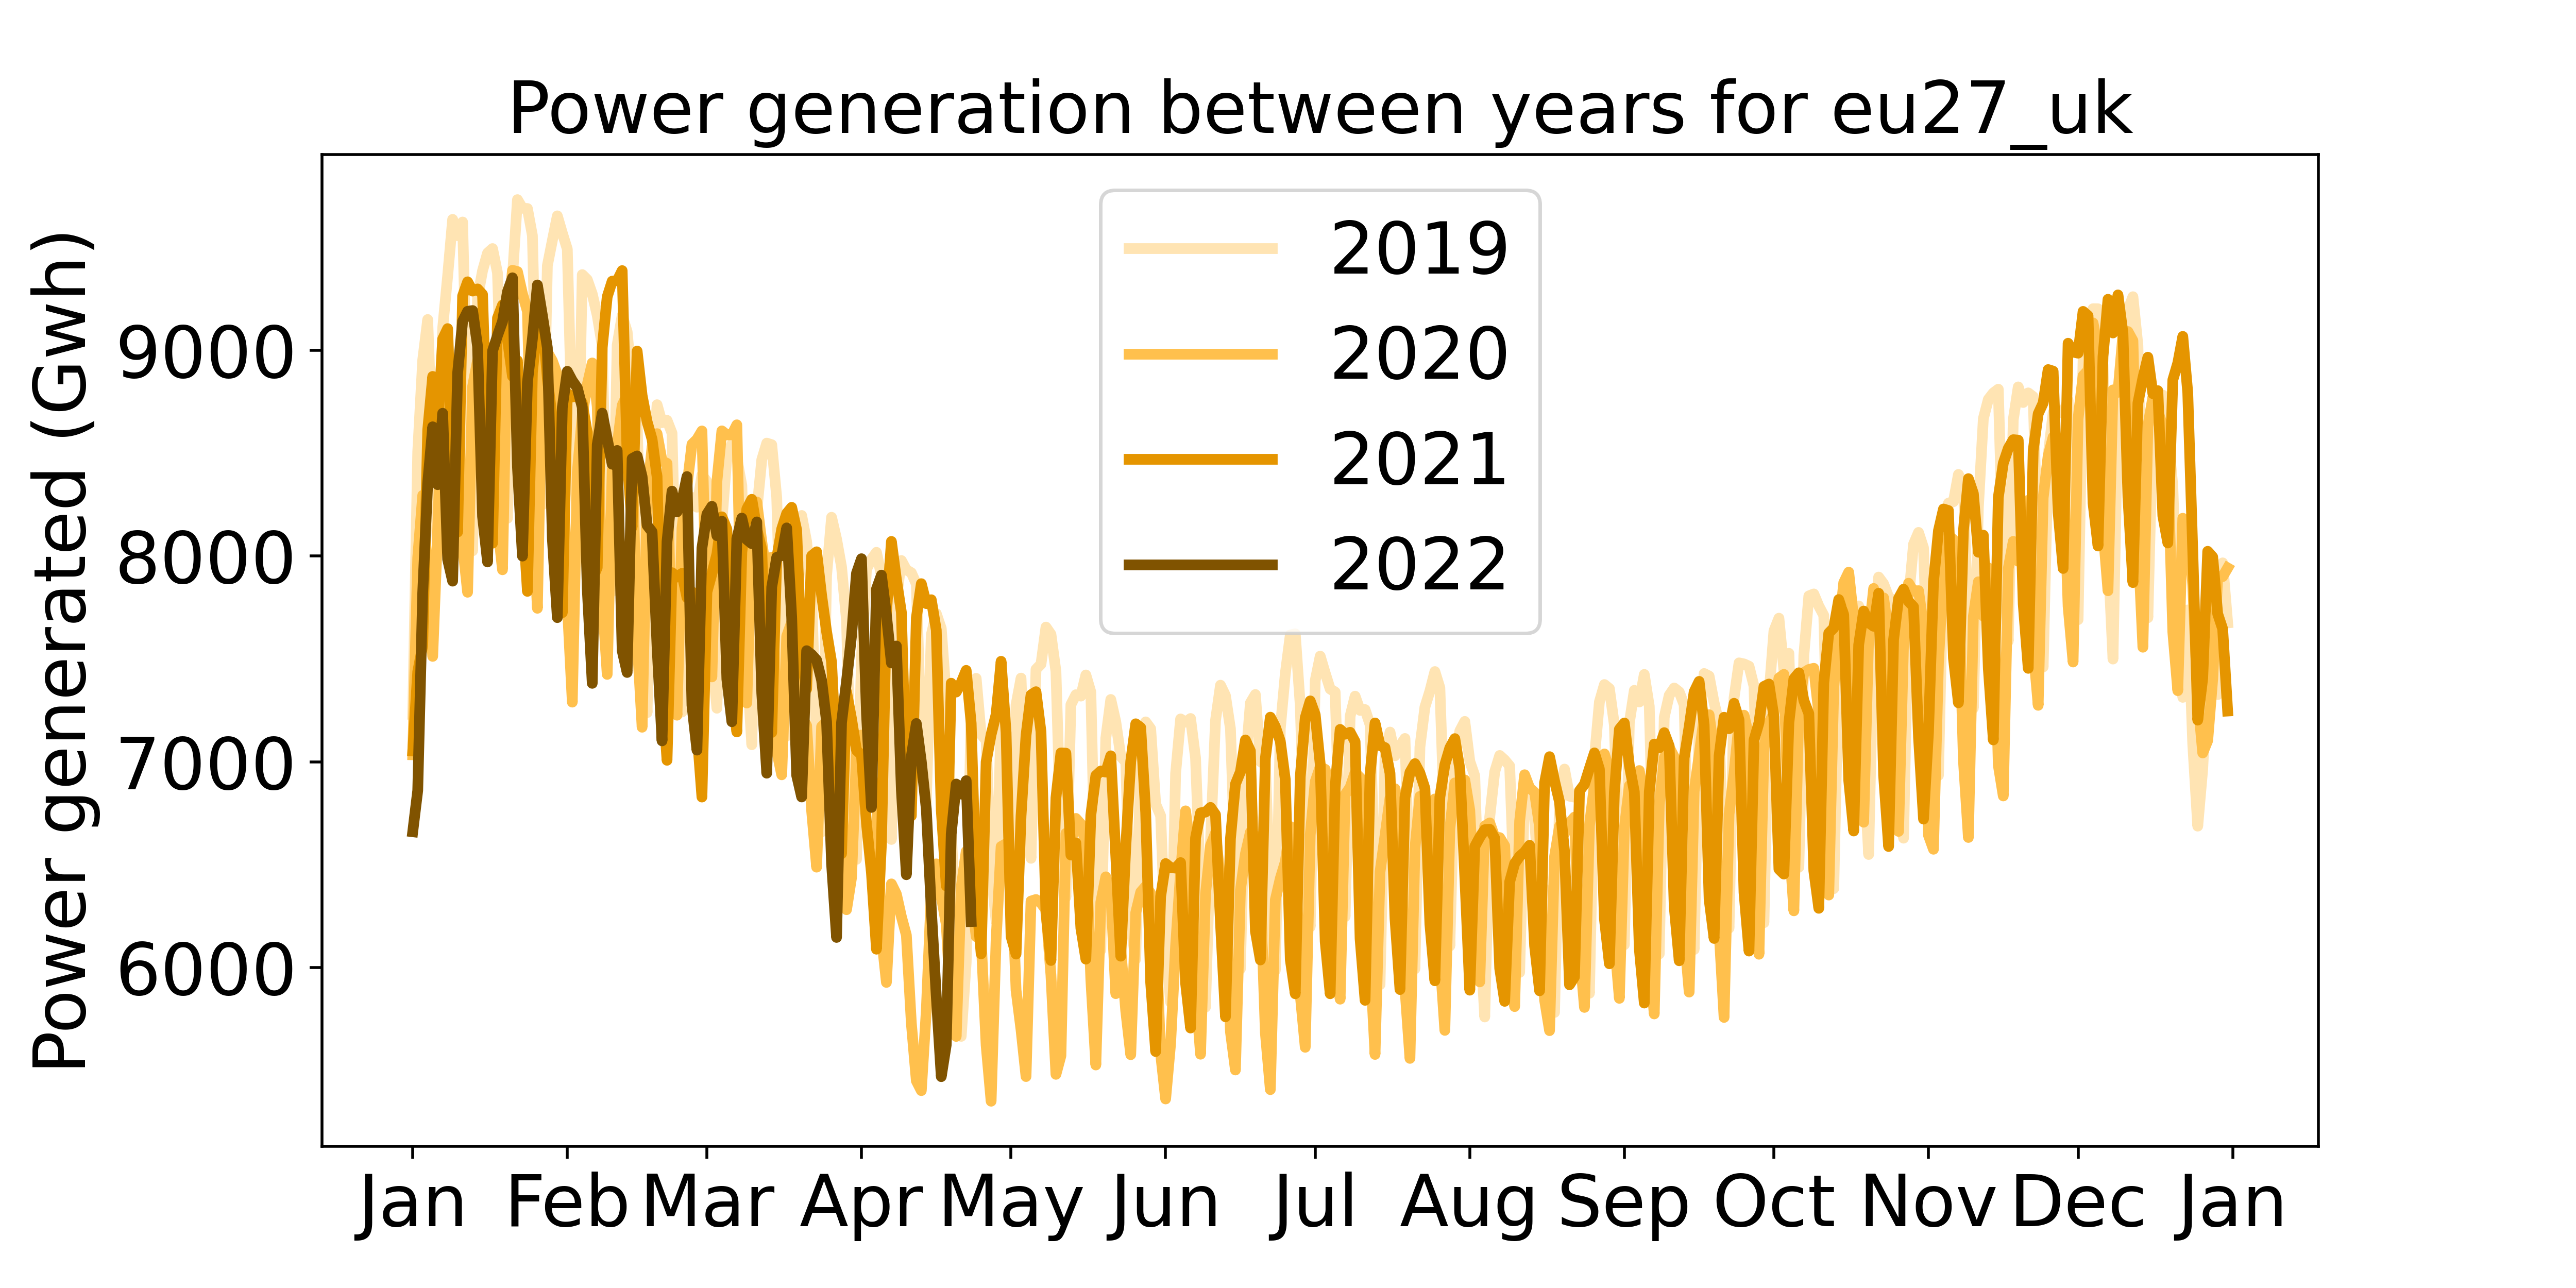 Power generation between years for eu27_uk
Power generated (Gwh)
9000
8000
7000
6000
2019
2020
2021
2022
Jan Feb Mar Apr May Jun Jul Aug Sep Oct Nov Dec Jan